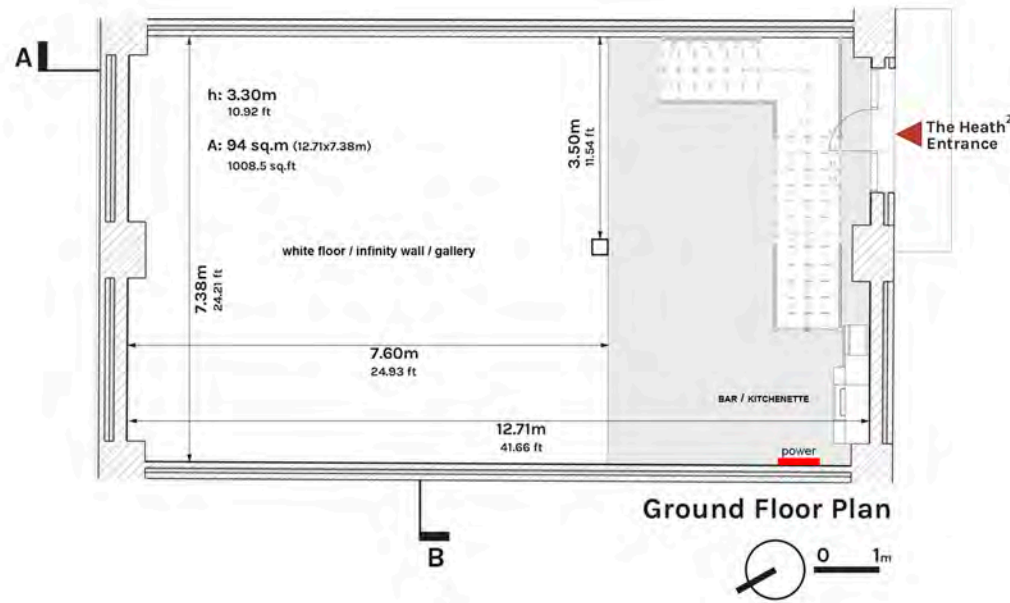 A
h: 3.30m
10.92 ft
A: 94 sq.m (12.71x7.38m)
1008.5 sq.ft
3.50m
11.54 ft
The Heath²
Entrance
white floor / infinity wall / gallery
7.38m
24.21 ft
7.60m
24.93 ft
BAR / KITCHENETTE
12.71m
41.66 ft
power
Ground Floor Plan
B
0 1m